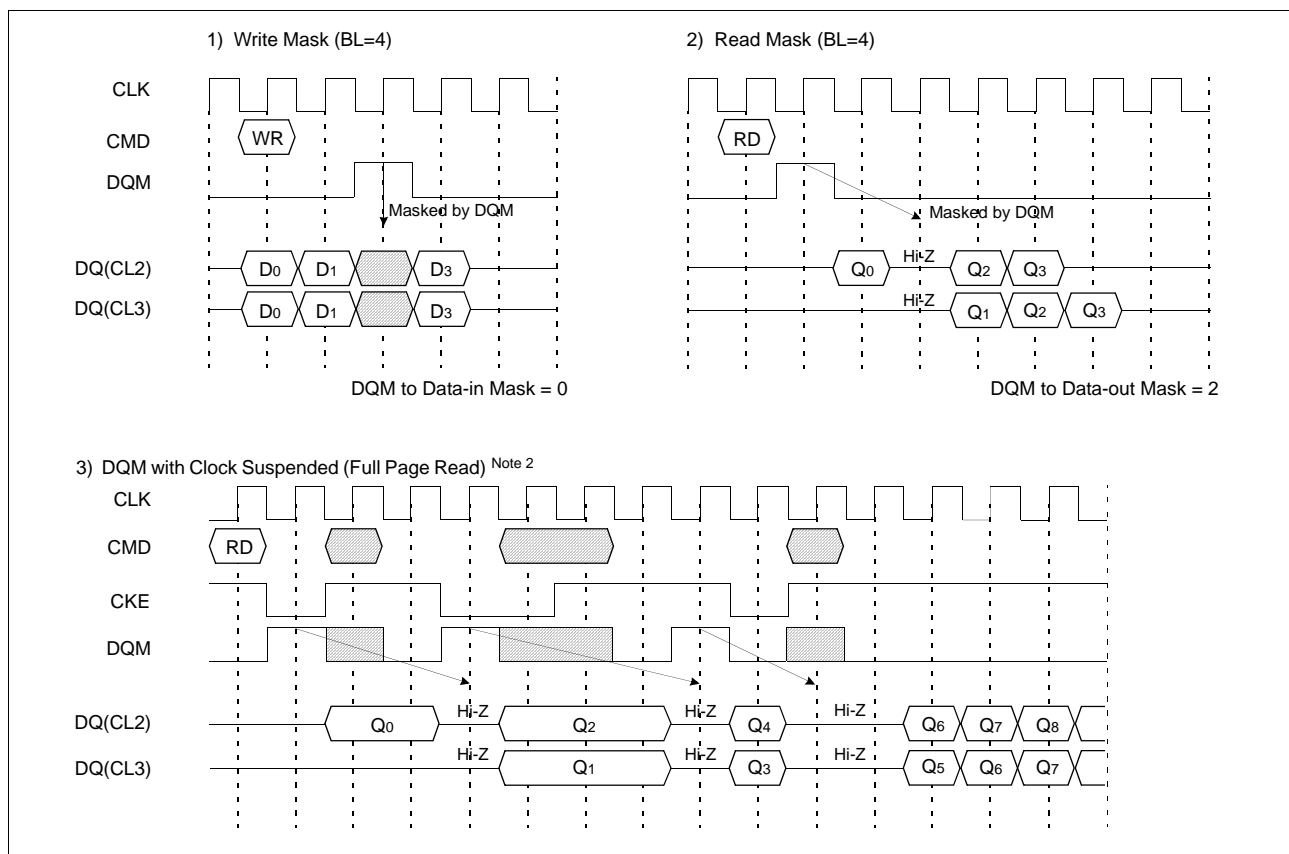 1) Write Mask (BL=4)
CLK
CMD WR
DQM
Masked by DQM
DQ(CL2) D0 D1 D3
DQ(CL3) D0 D1 D3
DQM to Data-in Mask = 0
2) Read Mask (BL=4)
RD
Masked by DQM
Q0 Hi-Z Q2 Q3
Hi-Z Q1 Q2 Q3
DQM to Data-out Mask = 2
3) DQM with Clock Suspended (Full Page Read) Note 2
CLK
CMD RD
CKE
DQM
DQ(CL2) Q0 Hi-Z Q2 Hi-Z Q4 Hi-Z Q6 Q7 Q8
DQ(CL3) Hi-Z Q1 Hi-Z Q3 Hi-Z Q5 Q6 Q7